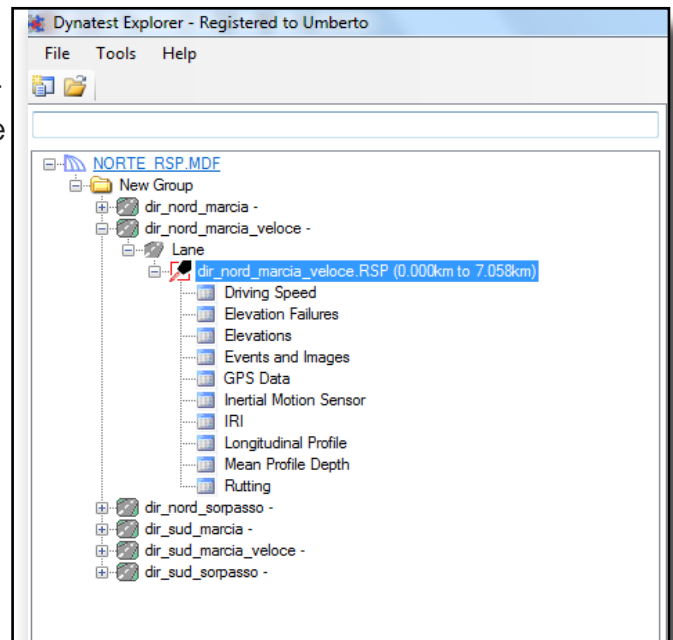 Dynatest Explorer - Registered to Umberto
File Tools Help
e
NORTE_RSP.MDF
New Group
dir_nord_marcia -
dir_nord_marcia_veloce -
Lane
dir_nord_marcia_veloce.RSP (0.000km to 7.058km)
Driving Speed
Elevation Failures
Elevations
Events and Images
GPS Data
Inertial Motion Sensor
IRI
Longitudinal Profile
Mean Profile Depth
Rutting
dir_nord_sorpasso -
dir_sud_marcia -
dir_sud_marcia_veloce -
dir_sud_sorpasso -